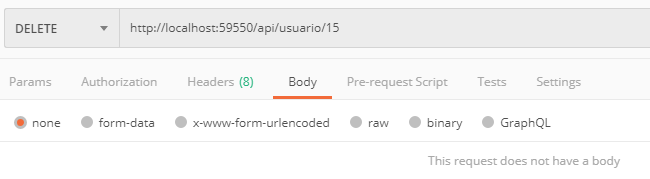 DELETE http://localhost:59550/api/usuario/15
Params Authorization Headers (8) Body Pre-request Script Tests Settings
none form-data x-www-form-urlencoded raw binary GraphQL
This request does not have a body